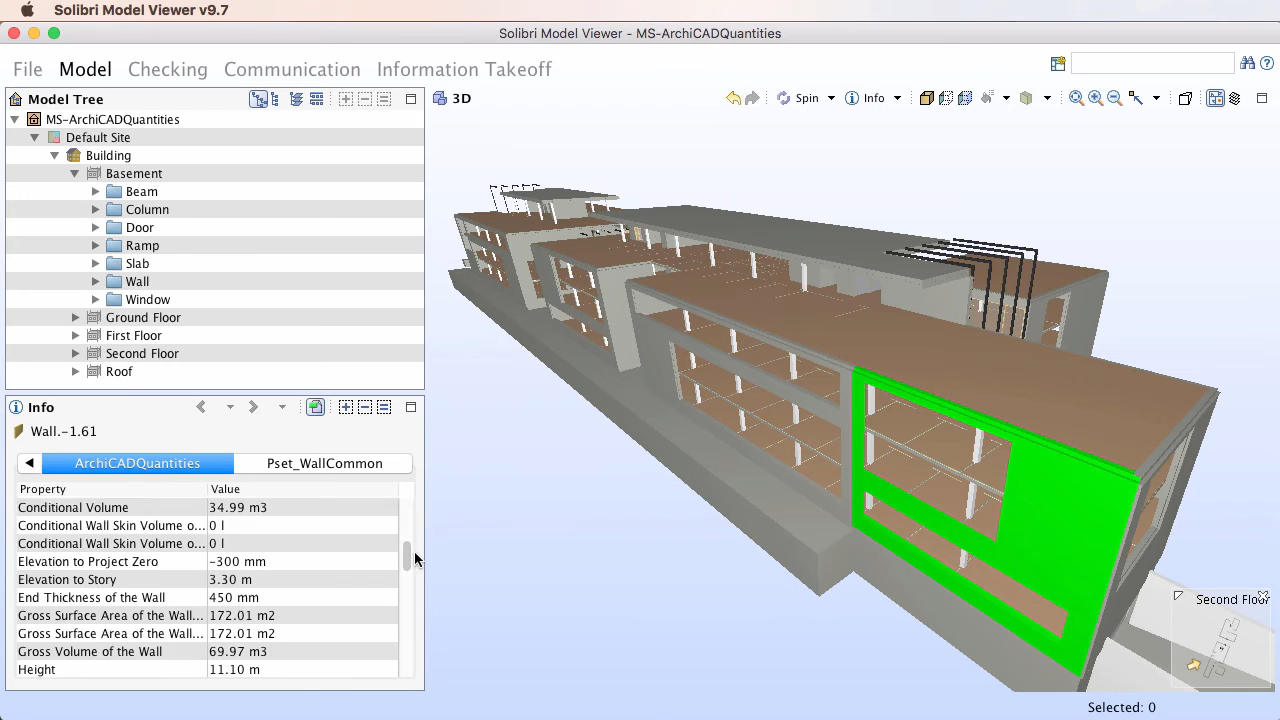 Solibri Model Viewer v9.7
Solibri Model Viewer - MS-ArchiCADQuantities
File Model Checking Communication Information Takeoff
Model Tree
3D
Spin
Info
MS-ArchiCADQuantities
Default Site
Building
Basement
Beam
Column
Door
Ramp
Slab
Wall
Window
Ground Floor
First Floor
Second Floor
Roof
Info
Wall.-1.61
ArchiCADQuantities Pset_WallCommon
Property Value
Conditional Volume 34.99 m3
Conditional Wall Skin Volume o... 0 l
Conditional Wall Skin Volume o... 0 l
Elevation to Project Zero -300 mm
Elevation to Story 3.30 m
End Thickness of the Wall 450 mm
Gross Surface Area of the Wall... 172.01 m2
Gross Surface Area of the Wall... 172.01 m2
Gross Volume of the Wall 69.97 m3
Height 11.10 m
Second Floor
Selected: 0